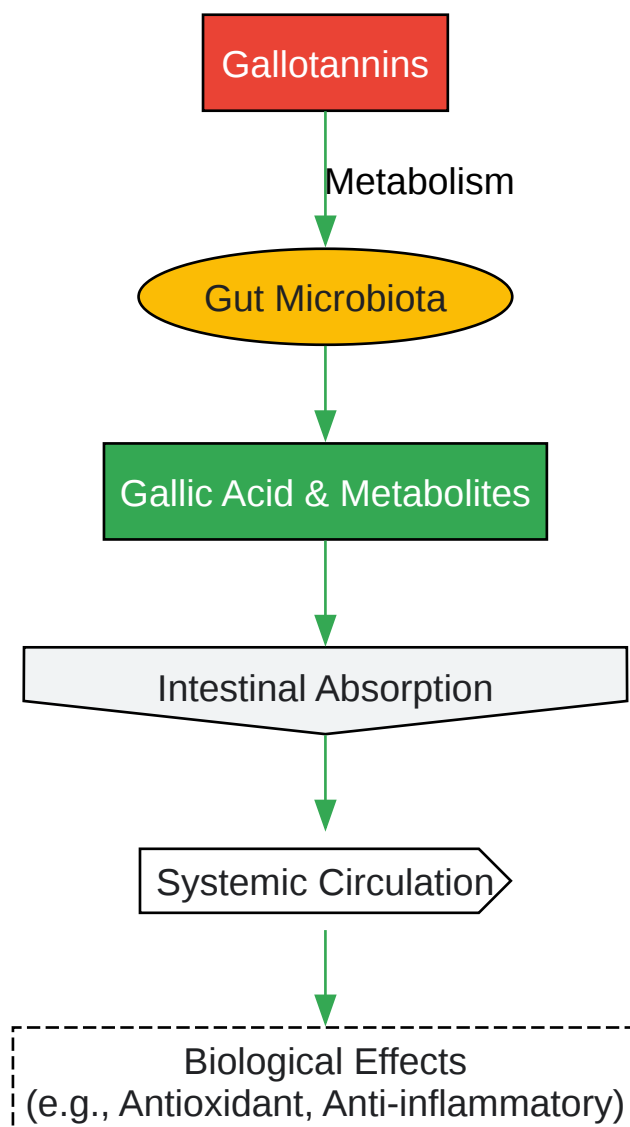 Gallotannins
Metabolism
Gut Microbiota
Gallic Acid & Metabolites
Intestinal Absorption
Systemic Circulation
Biological Effects
(e.g., Antioxidant, Anti-inflammatory)